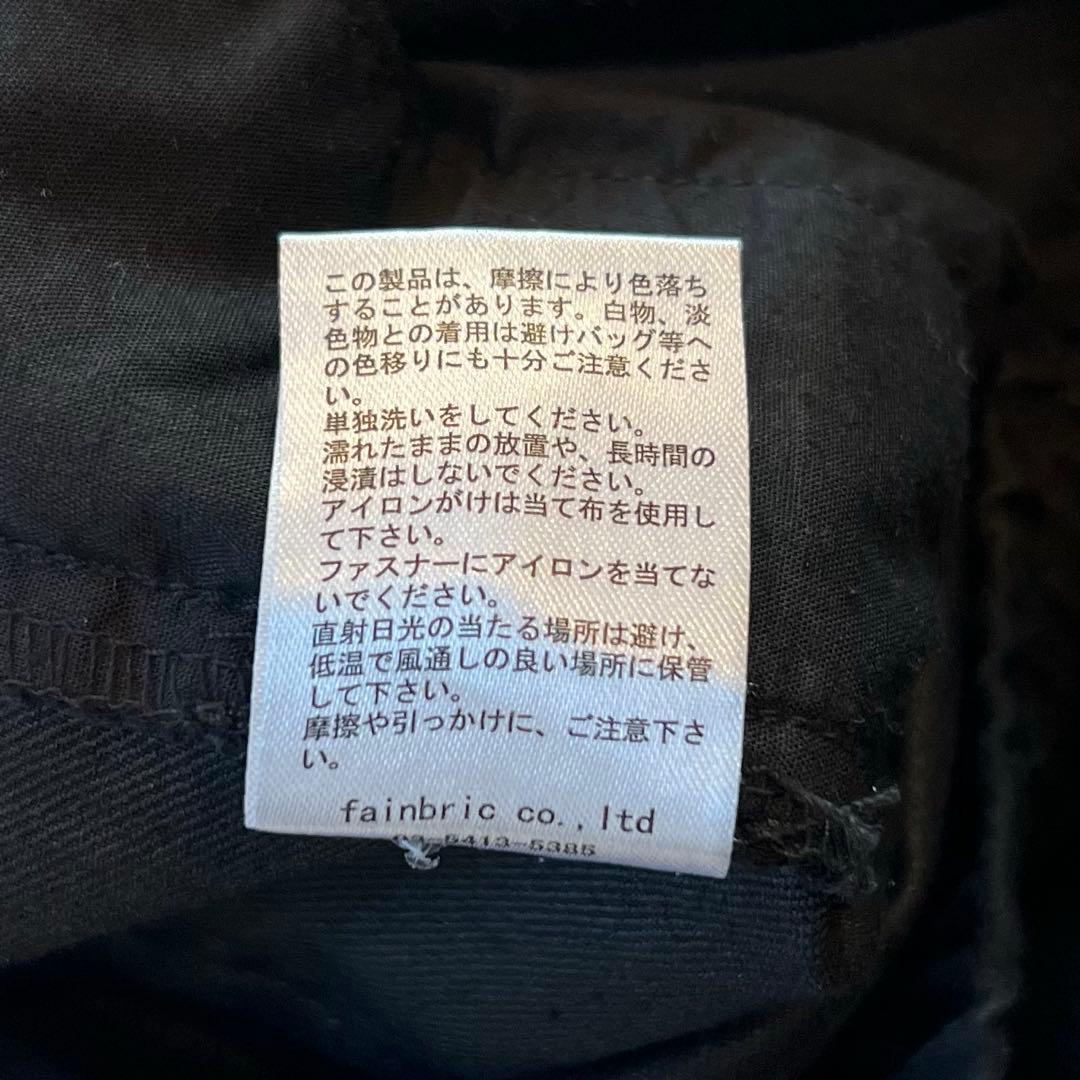 この製品は、摩擦により色落ち
することがあります。白物、淡
色物との着用は避けバッグ等へ
の色移りにも十分ご注意くださ
い。
単独洗いをしてください。
濡れたままの放置や、長時間の
浸漬はしないでください。
アイロンがけは当て布を使用し
て下さい。
ファスナーにアイロンを当てな
いでください。
直射日光の当たる場所は避け、
低温で風通しの良い場所に保管
して下さい。
摩擦や引っかけに、ご注意下さ
い。
fainbric co.,ltd
03-5413-5385